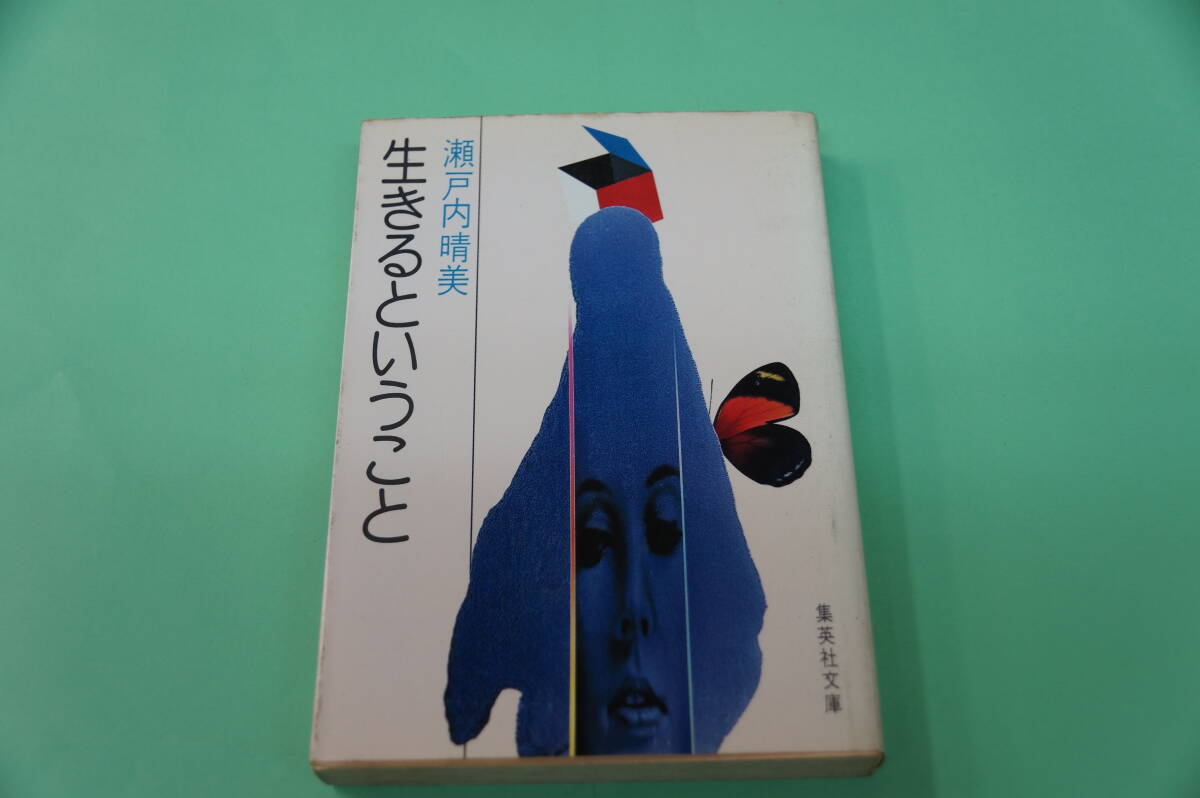 瀬戸内晴美
生きるということ
集英社文庫